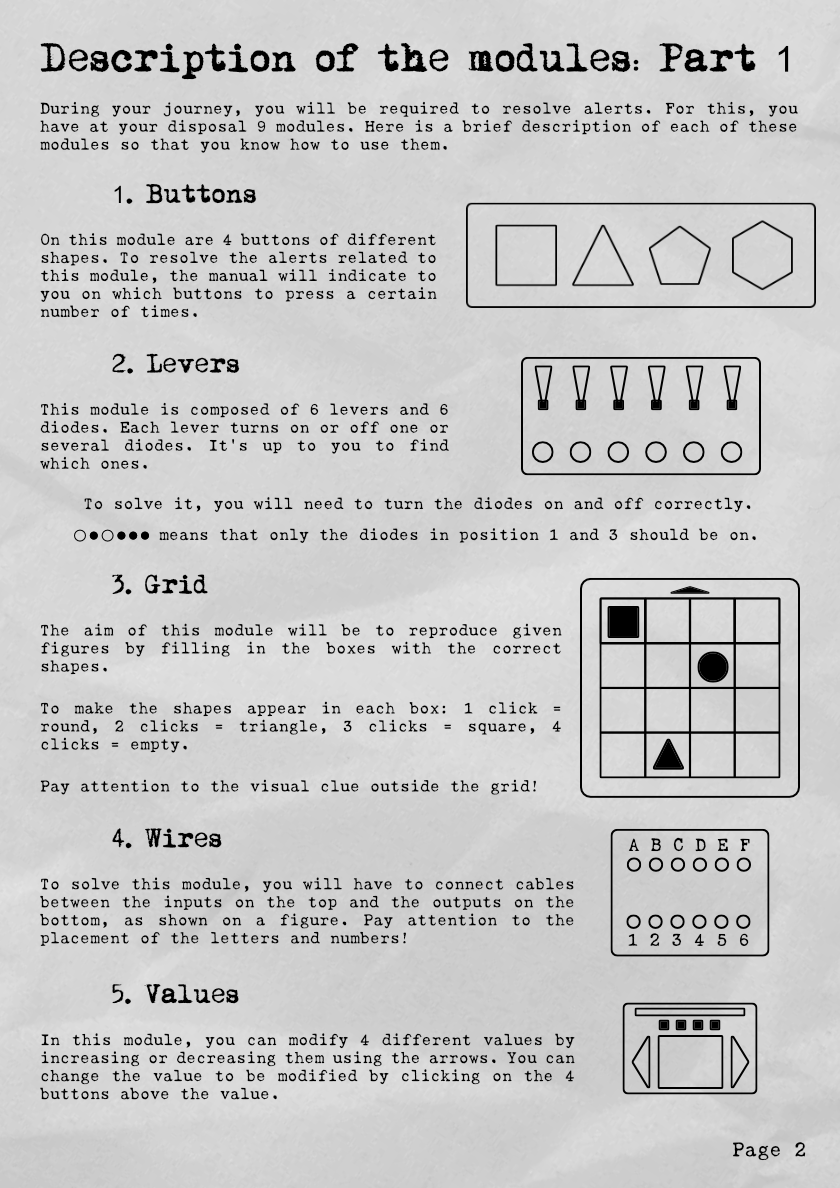 Description of the modules: Part 1
During your journey, you will be required to resolve alerts. For this, you
have at your disposal 9 modules. Here is a brief description of each of these
modules so that you know how to use them.
1. Buttons
On this module are 4 buttons of different
shapes. To resolve the alerts related to
this module, the manual will indicate to
you on which buttons to press a certain
number of times.
2. Levers
This module is composed of 6 levers and 6
diodes. Each lever turns on or off one or
several diodes. It's up to you to find
which ones.
To solve it, you will need to turn the diodes on and off correctly.
○●○●●● means that only the diodes in position 1 and 3 should be on.
3. Grid
The aim of this module will be to reproduce given
figures by filling in the boxes with the correct
shapes.
To make the shapes appear in each box: 1 click =
round, 2 clicks = triangle, 3 clicks = square, 4
clicks = empty.
Pay attention to the visual clue outside the grid!
4. Wires
To solve this module, you will have to connect cables
between the inputs on the top and the outputs on the
bottom, as shown on a figure. Pay attention to the
placement of the letters and numbers!
A B C D E F
1 2 3 4 5 6
5. Values
In this module, you can modify 4 different values by
increasing or decreasing them using the arrows. You can
change the value to be modified by clicking on the 4
buttons above the value.
Page 2